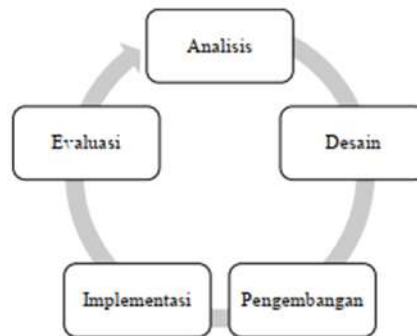 Analisis
Desain
Pengembangan
Implementasi
Evaluasi